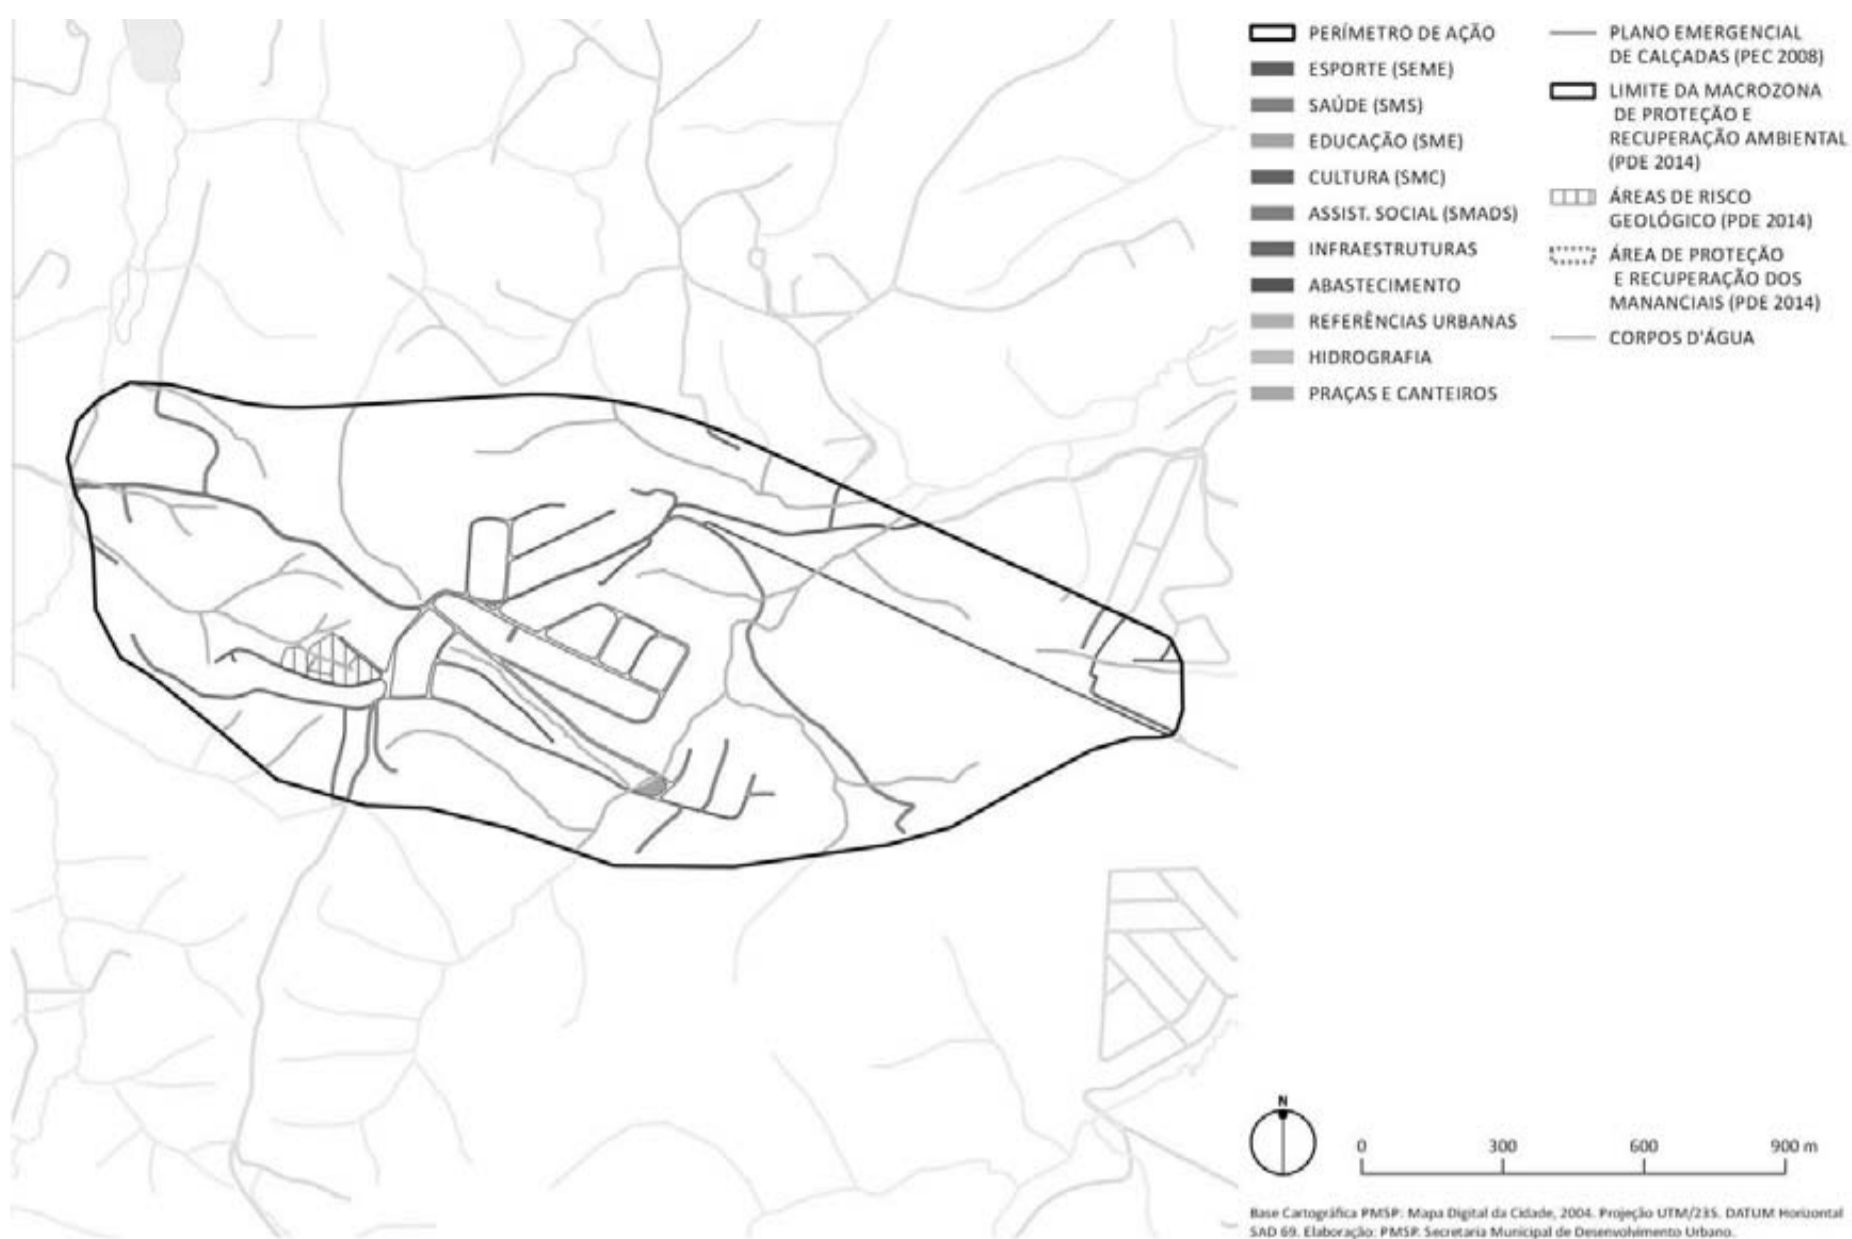 PERÍMETRO DE AÇÃO
ESPORTE (SEME)
SAÚDE (SMS)
EDUCAÇÃO (SME)
CULTURA (SMC)
ASSIST. SOCIAL (SMADS)
INFRAESTRUTURAS
ABASTECIMENTO
REFERÊNCIAS URBANAS
HIDROGRAFIA
PRAÇAS E CANTEIROS
PLANO EMERGENCIAL
DE CALÇADAS (PEC 2008)
LIMITE DA MACROZONA
DE PROTEÇÃO E
RECUPERAÇÃO AMBIENTAL
(PDE 2014)
ÁREAS DE RISCO
GEOLÓGICO (PDE 2014)
ÁREA DE PROTEÇÃO
E RECUPERAÇÃO DOS
MANANCIAIS (PDE 2014)
CORPOS D'ÁGUA
N
0 300 600 900 m
Base Cartográfica PMSP: Mapa Digital da Cidade, 2004. Projeção UTM/23S. DATUM Horizontal
SAD 69. Elaboração: PMSP. Secretaria Municipal de Desenvolvimento Urbano.